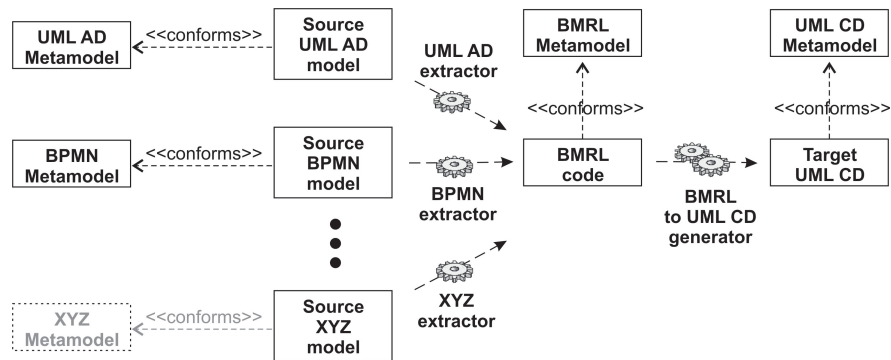 UML AD
Metamodel
<<conforms>>
Source
UML AD
model
UML AD
extractor
BMRL
Metamodel
UML CD
Metamodel
<<conforms>>
<<conforms>>
BPMN
Metamodel
<<conforms>>
Source
BPMN
model
BPMN
extractor
BMRL
code
BMRL
to UML CD
generator
Target
UML CD
XYZ
Metamodel
<<conforms>>
Source
XYZ
model
XYZ
extractor